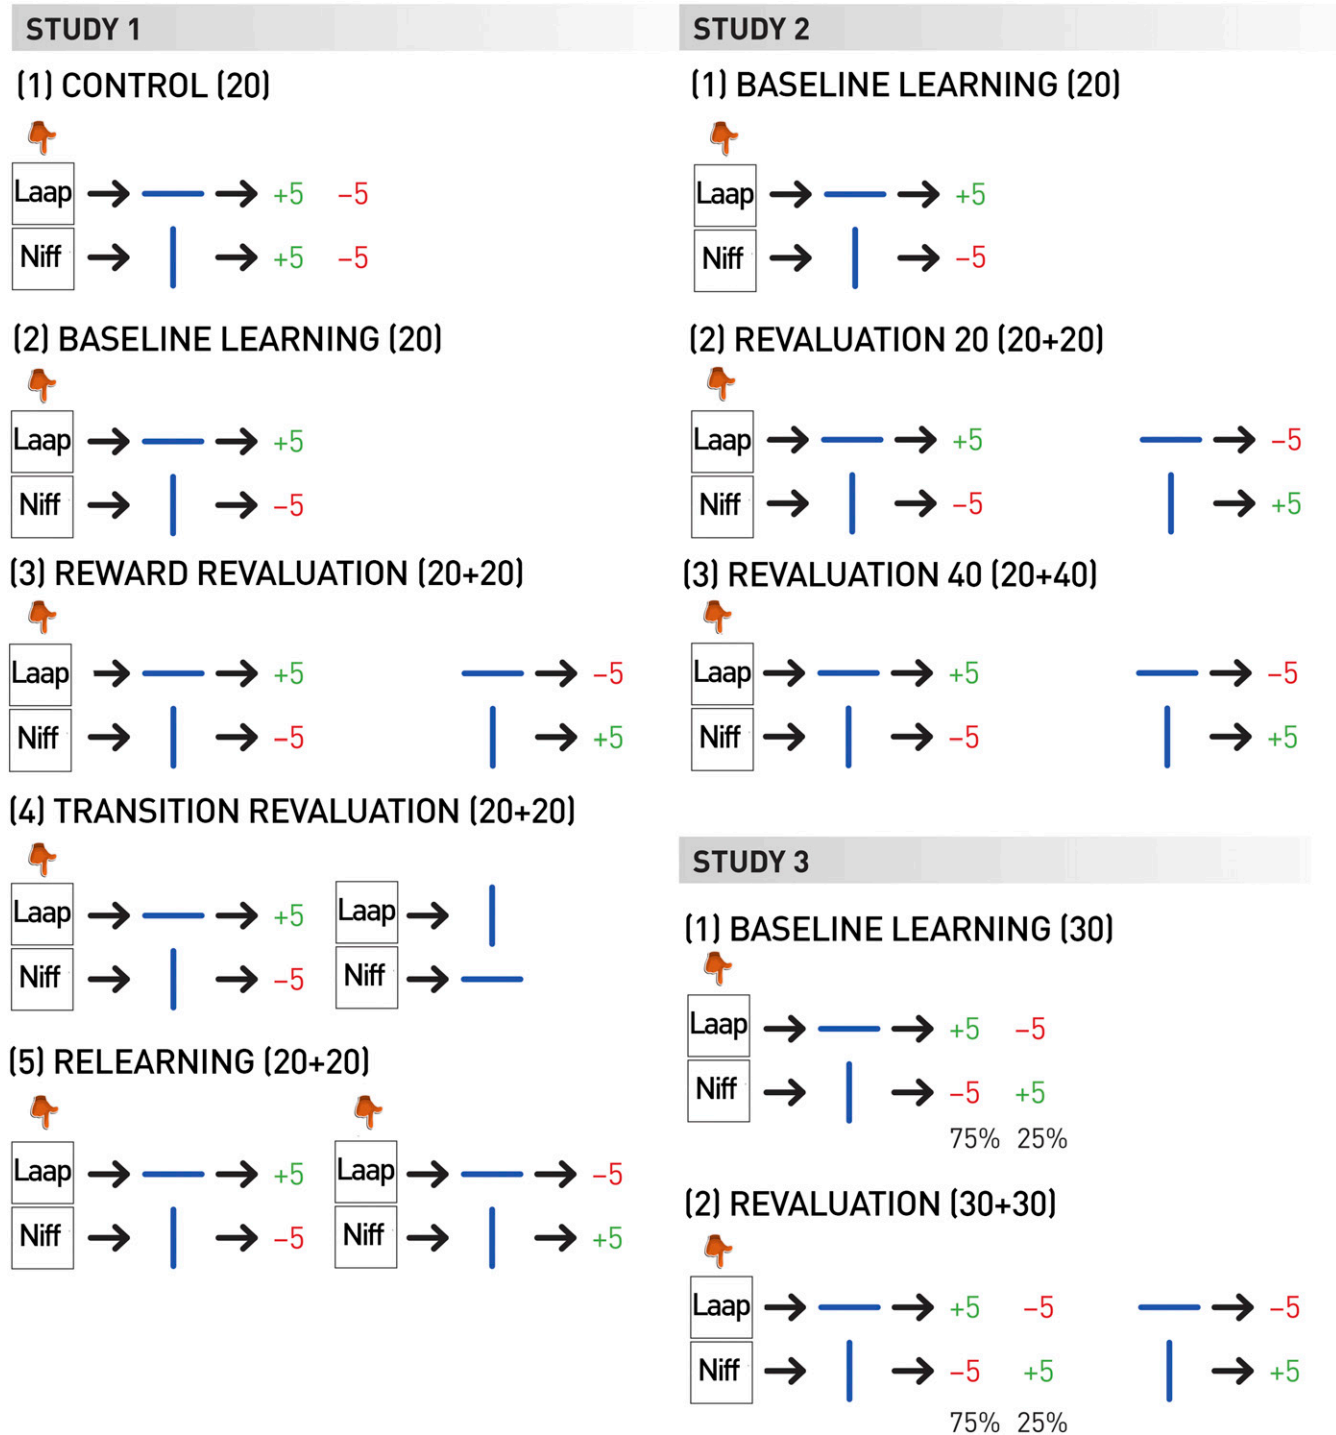 STUDY 1
(1) CONTROL (20)
Laap +5 –5
Niff +5 –5
(2) BASELINE LEARNING (20)
Laap +5
Niff –5
(3) REWARD REVALUATION (20+20)
Laap +5 –5
Niff –5 +5
(4) TRANSITION REVALUATION (20+20)
Laap +5 Laap
Niff –5 Niff
(5) RELEARNING (20+20)
Laap +5 Laap –5
Niff –5 Niff +5
STUDY 2
(1) BASELINE LEARNING (20)
Laap +5
Niff –5
(2) REVALUATION 20 (20+20)
Laap +5 –5
Niff –5 +5
(3) REVALUATION 40 (20+40)
Laap +5 –5
Niff –5 +5
STUDY 3
(1) BASELINE LEARNING (30)
Laap +5 –5
Niff –5 +5
75% 25%
(2) REVALUATION (30+30)
Laap +5 –5 –5
Niff –5 +5 +5
75% 25%